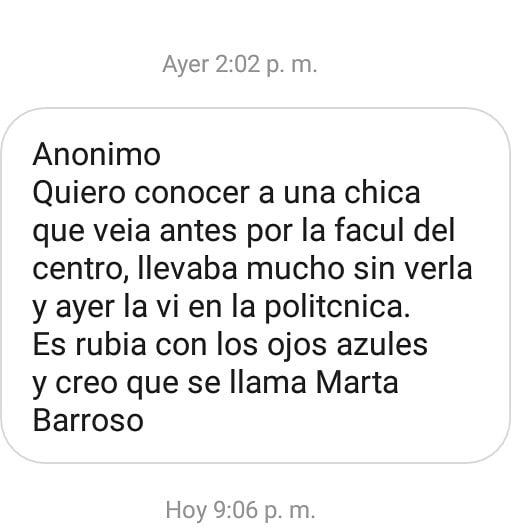 Ayer 2:02 p. m.
Anonimo
Quiero conocer a una chica
que veia antes por la facul del
centro, llevaba mucho sin verla
y ayer la vi en la politcnica.
Es rubia con los ojos azules
y creo que se llama Marta
Barroso
Hoy 9:06 p. m.